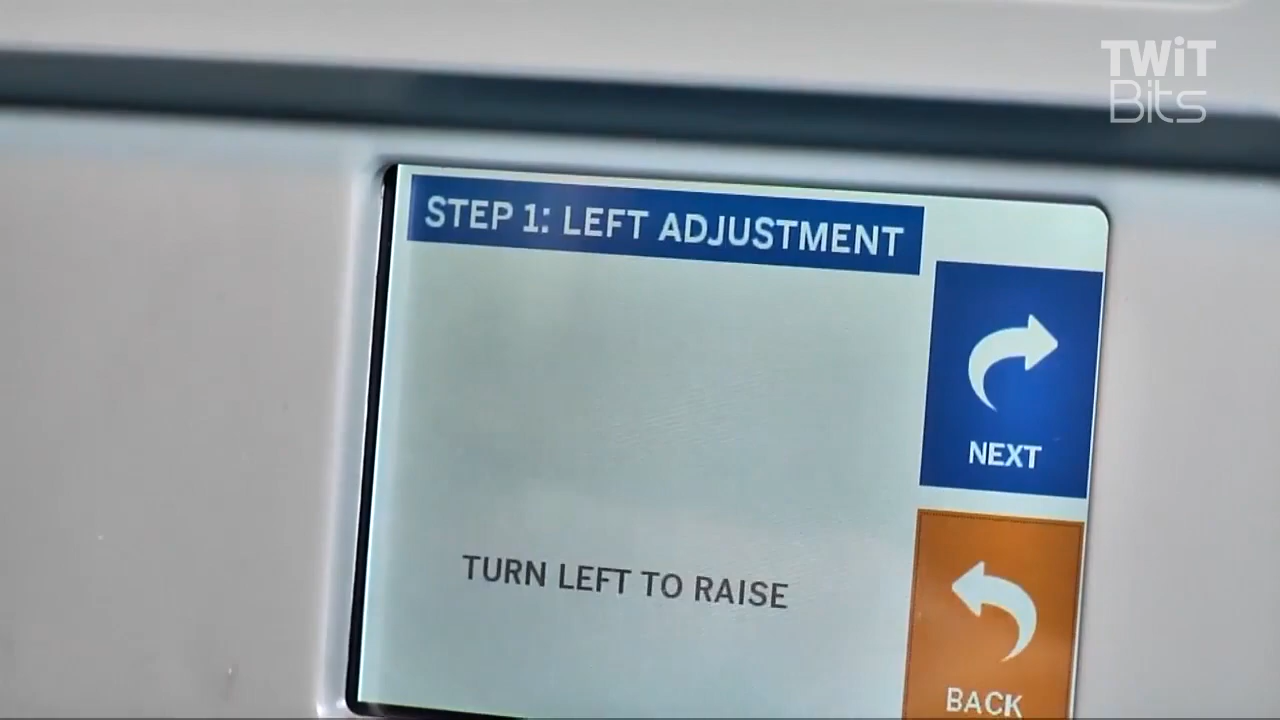 TWiT
Bits
STEP 1: LEFT ADJUSTMENT
NEXT
TURN LEFT TO RAISE
BACK